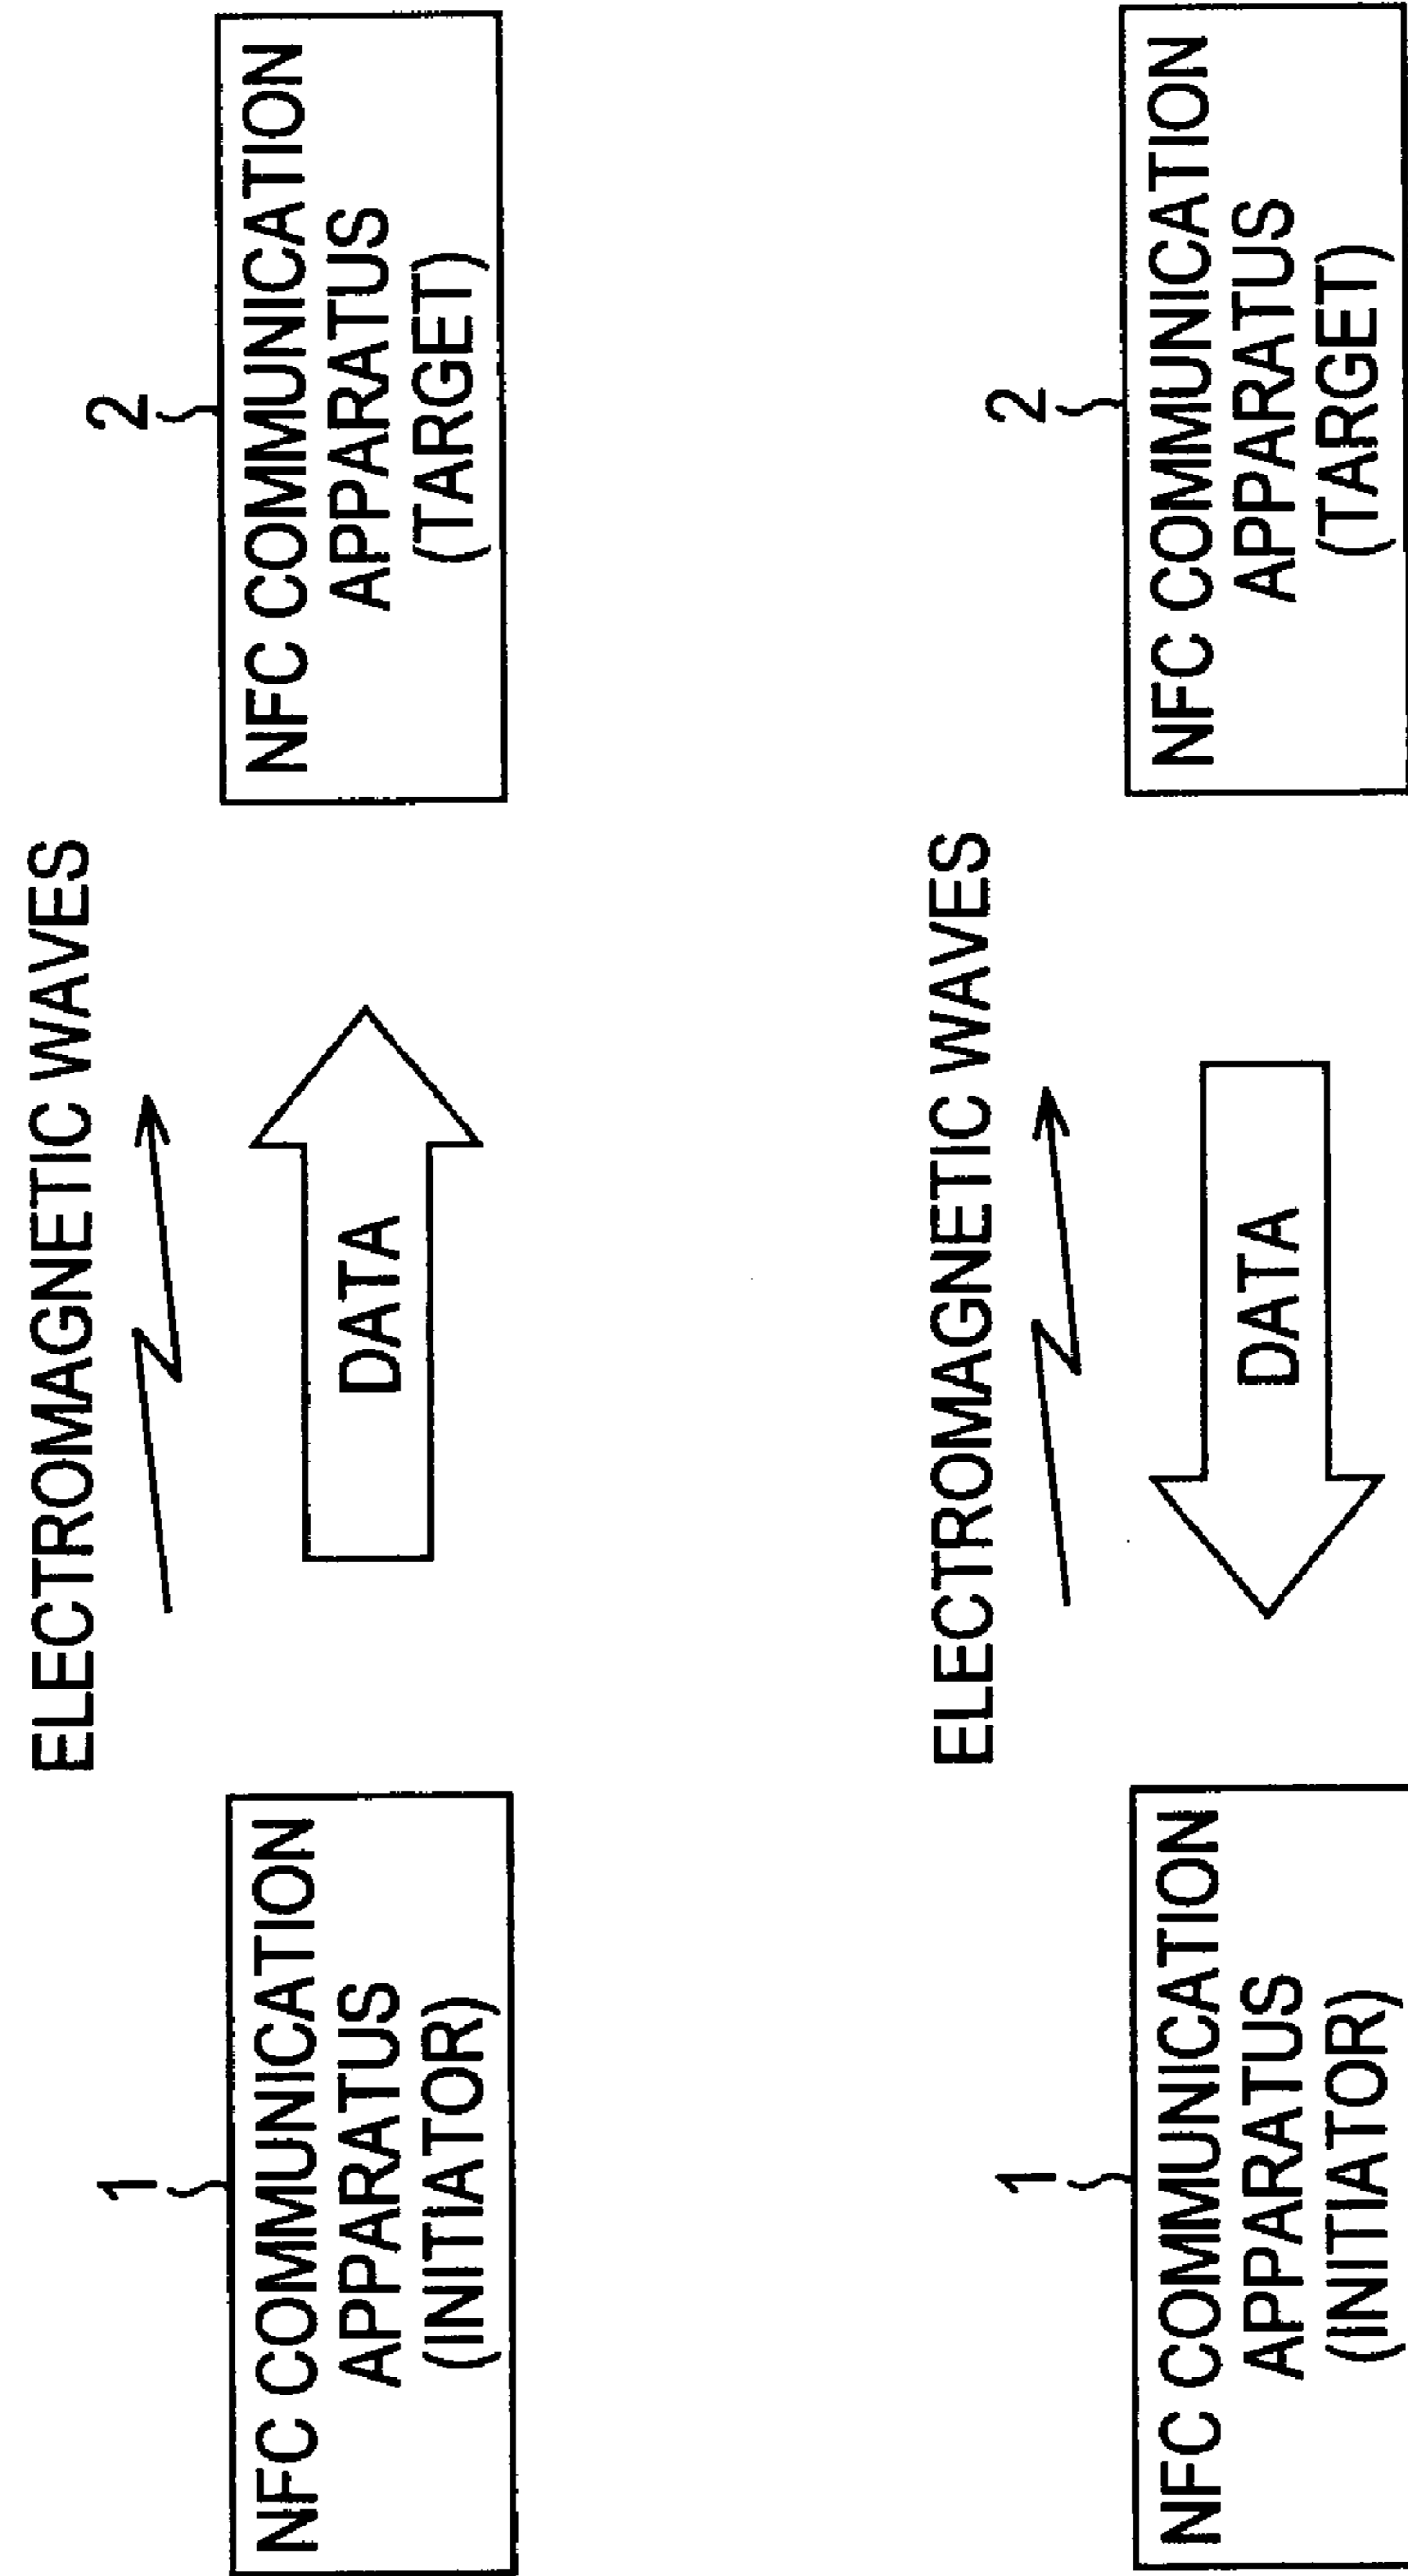 1
NFC COMMUNICATION
APPARATUS
(INITIATOR)
ELECTROMAGNETIC WAVES
DATA
2
NFC COMMUNICATION
APPARATUS
(TARGET)
1
NFC COMMUNICATION
APPARATUS
(INITIATOR)
ELECTROMAGNETIC WAVES
DATA
2
NFC COMMUNICATION
APPARATUS
(TARGET)